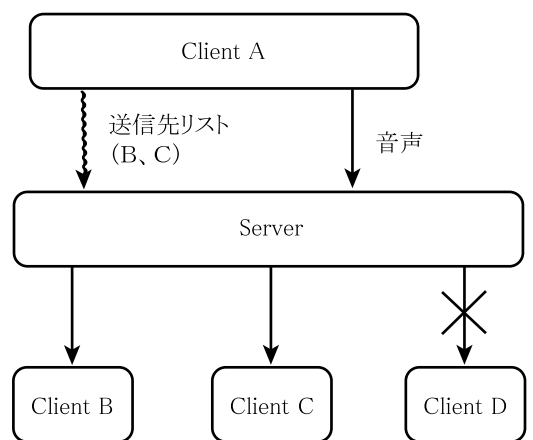 Client A
送信先リスト
（B、C）
音声
Server
Client B
Client C
Client D